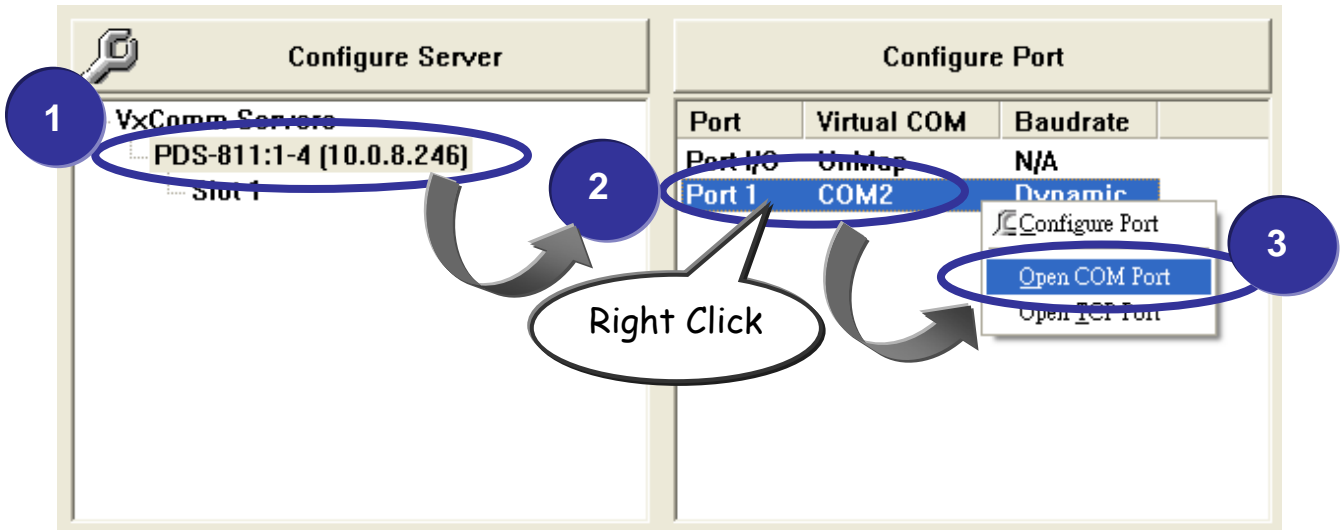 Configure Server
Configure Port
1
VxComm Servers
PDS-811:1-4 (10.0.8.246)
Slot 1
2
Port Virtual COM Baudrate
Port I/O UnMap N/A
Port 1 COM2 Dynamic
Configure Port
Open COM Port
Open TCP Port
3
Right Click